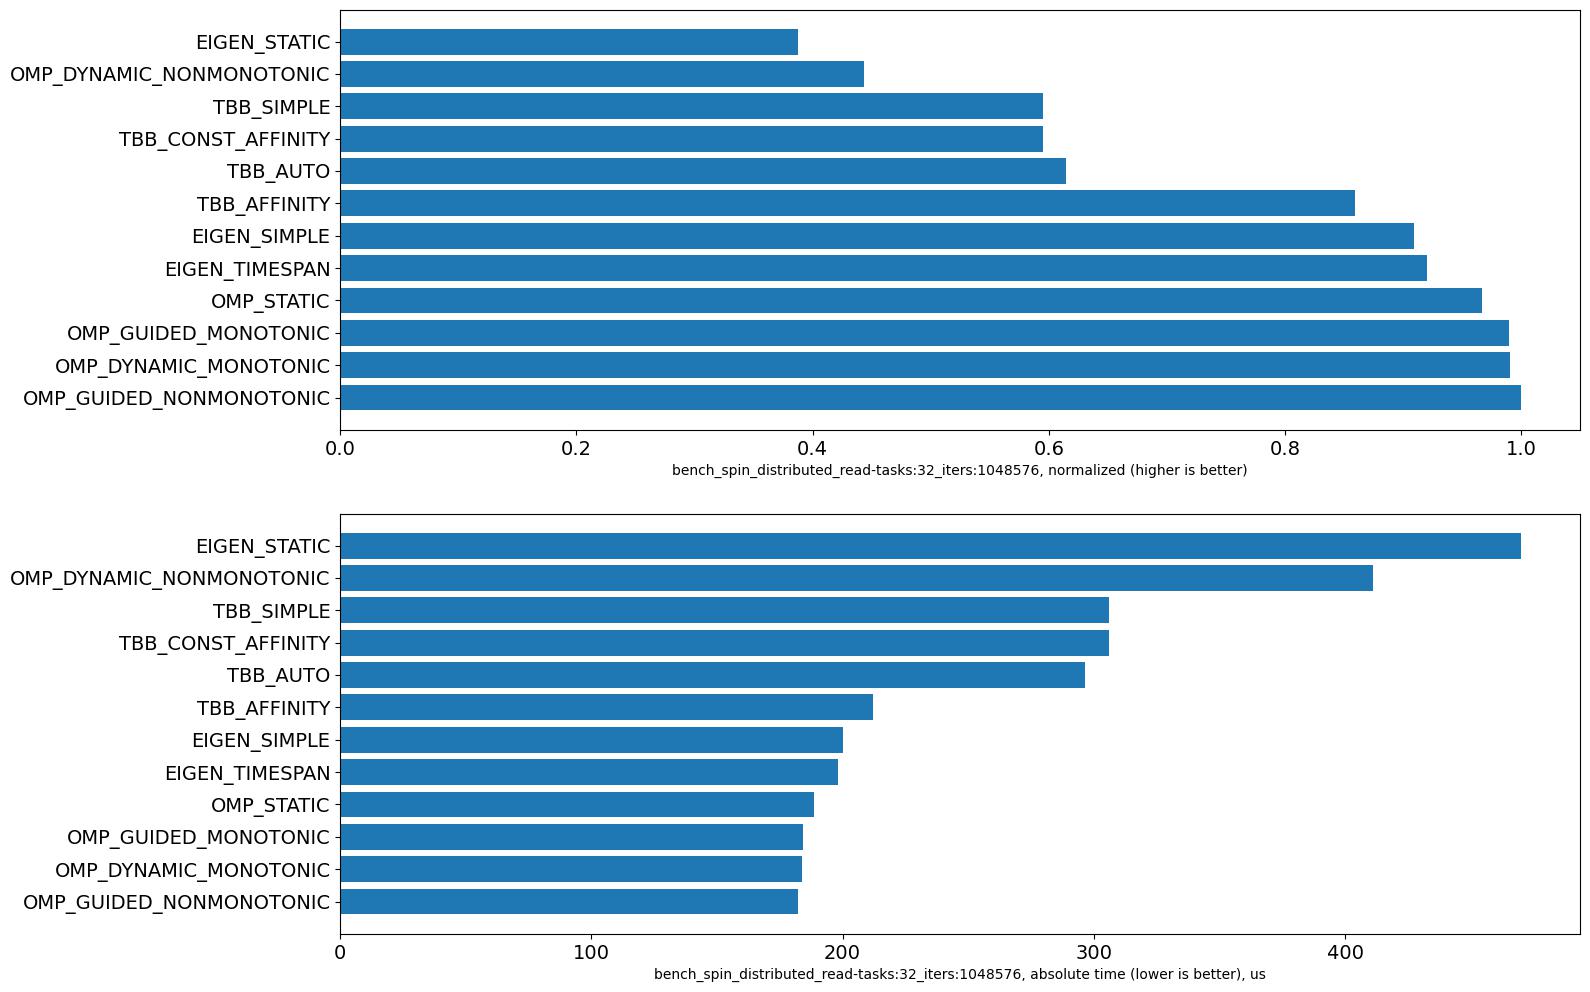 EIGEN_STATIC
OMP_DYNAMIC_NONMONOTONIC
TBB_SIMPLE
TBB_CONST_AFFINITY
TBB_AUTO
TBB_AFFINITY
EIGEN_SIMPLE
EIGEN_TIMESPAN
OMP_STATIC
OMP_GUIDED_MONOTONIC
OMP_DYNAMIC_MONOTONIC
OMP_GUIDED_NONMONOTONIC
0.0 0.2 0.4 0.6 0.8 1.0
bench_spin_distributed_read-tasks:32_iters:1048576, normalized (higher is better)
EIGEN_STATIC
OMP_DYNAMIC_NONMONOTONIC
TBB_SIMPLE
TBB_CONST_AFFINITY
TBB_AUTO
TBB_AFFINITY
EIGEN_SIMPLE
EIGEN_TIMESPAN
OMP_STATIC
OMP_GUIDED_MONOTONIC
OMP_DYNAMIC_MONOTONIC
OMP_GUIDED_NONMONOTONIC
0 100 200 300 400
bench_spin_distributed_read-tasks:32_iters:1048576, absolute time (lower is better), us